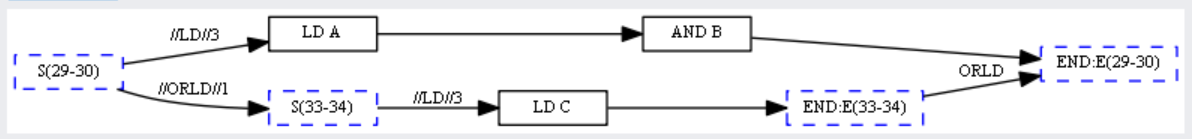 //LD//3
LD A
AND B
S(29-30)
END:E(29-30)
//ORLD//1
ORLD
S(33-34)
//LD//3
LD C
END:E(33-34)